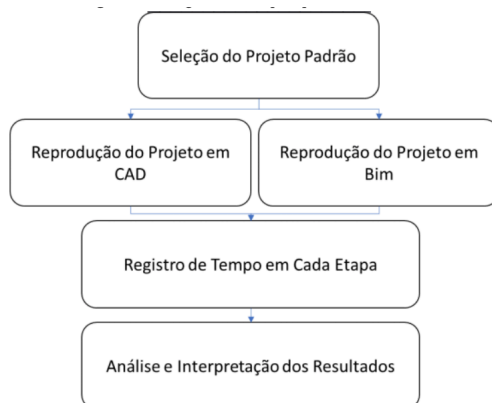 Seleção do Projeto Padrão
Reprodução do Projeto em
CAD
Reprodução do Projeto em
Bim
Registro de Tempo em Cada Etapa
Análise e Interpretação dos Resultados